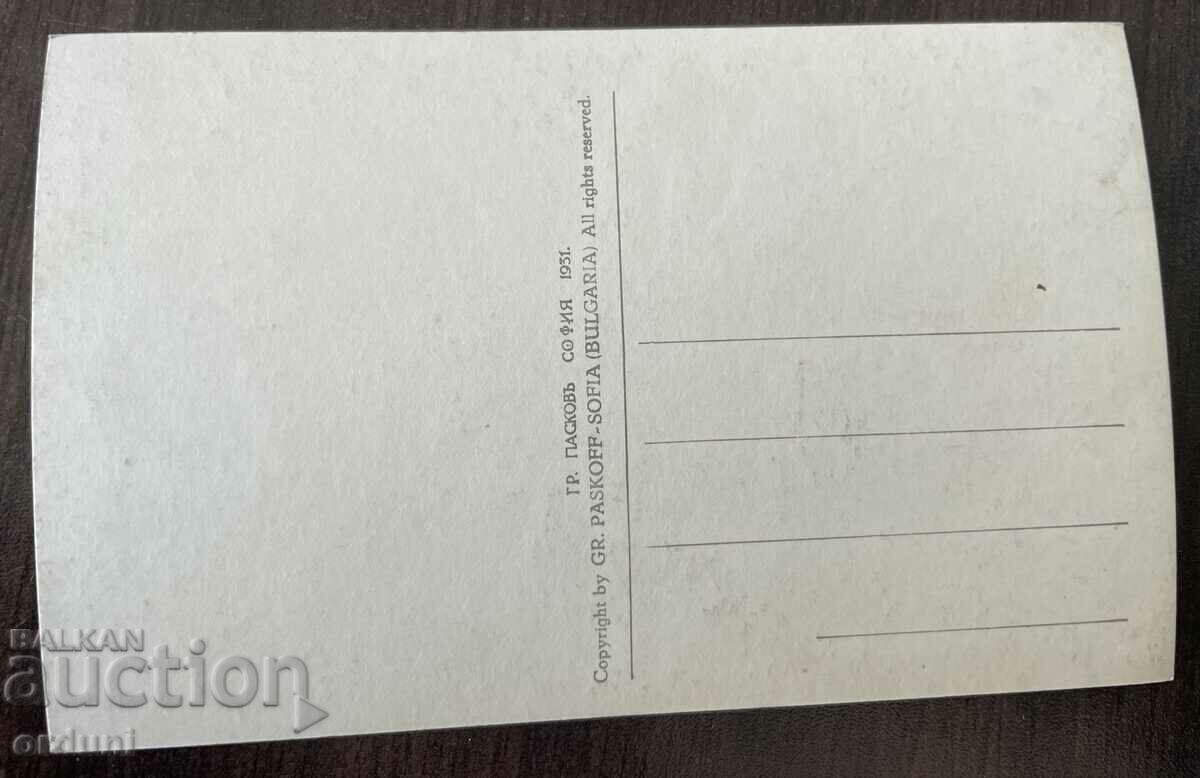 ГР. ПАСКОВЪ СОФИЯ 1931.
Copyright by GR. PASKOFF-SOFIA (BULGARIA) All rights reserved.
BALKAN
auction
orduni